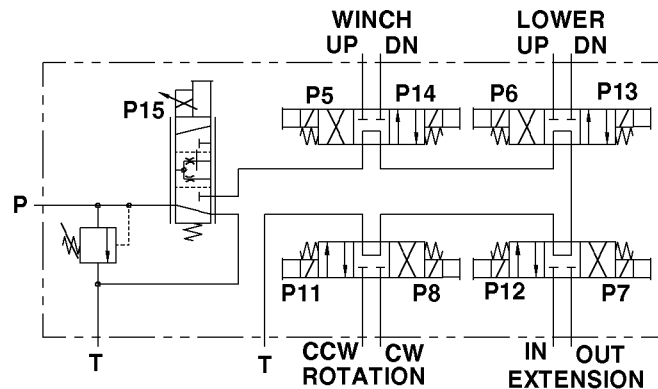 WINCH LOWER
UP DN UP DN
P5 P14 P6 P13
P15
P
P11 P8 P12 P7
T T CCW CW IN OUT
ROTATION EXTENSION